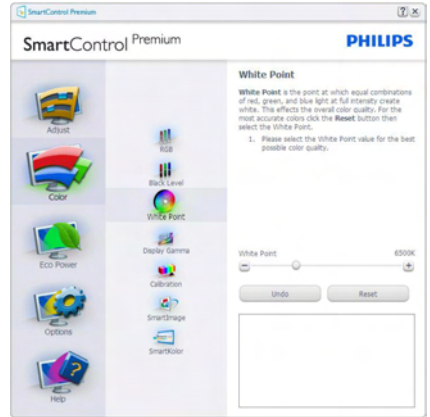 SmartControl Premium
SmartControl Premium
PHILIPS
Adjust
Color
Eco Power
Options
Help
RGB
Black Level
White Point
Display Gamma
Calibration
SmartImage
SmartKolor
White Point
White Point is the point at which equal combinations
of red, green, and blue light at full intensity create
white. This effects the overall color quality. For the
most accurate colors click the Reset button then
select the White Point.
1. Please select the White Point value for the best
possible color quality.
White Point 6500K
Undo Reset